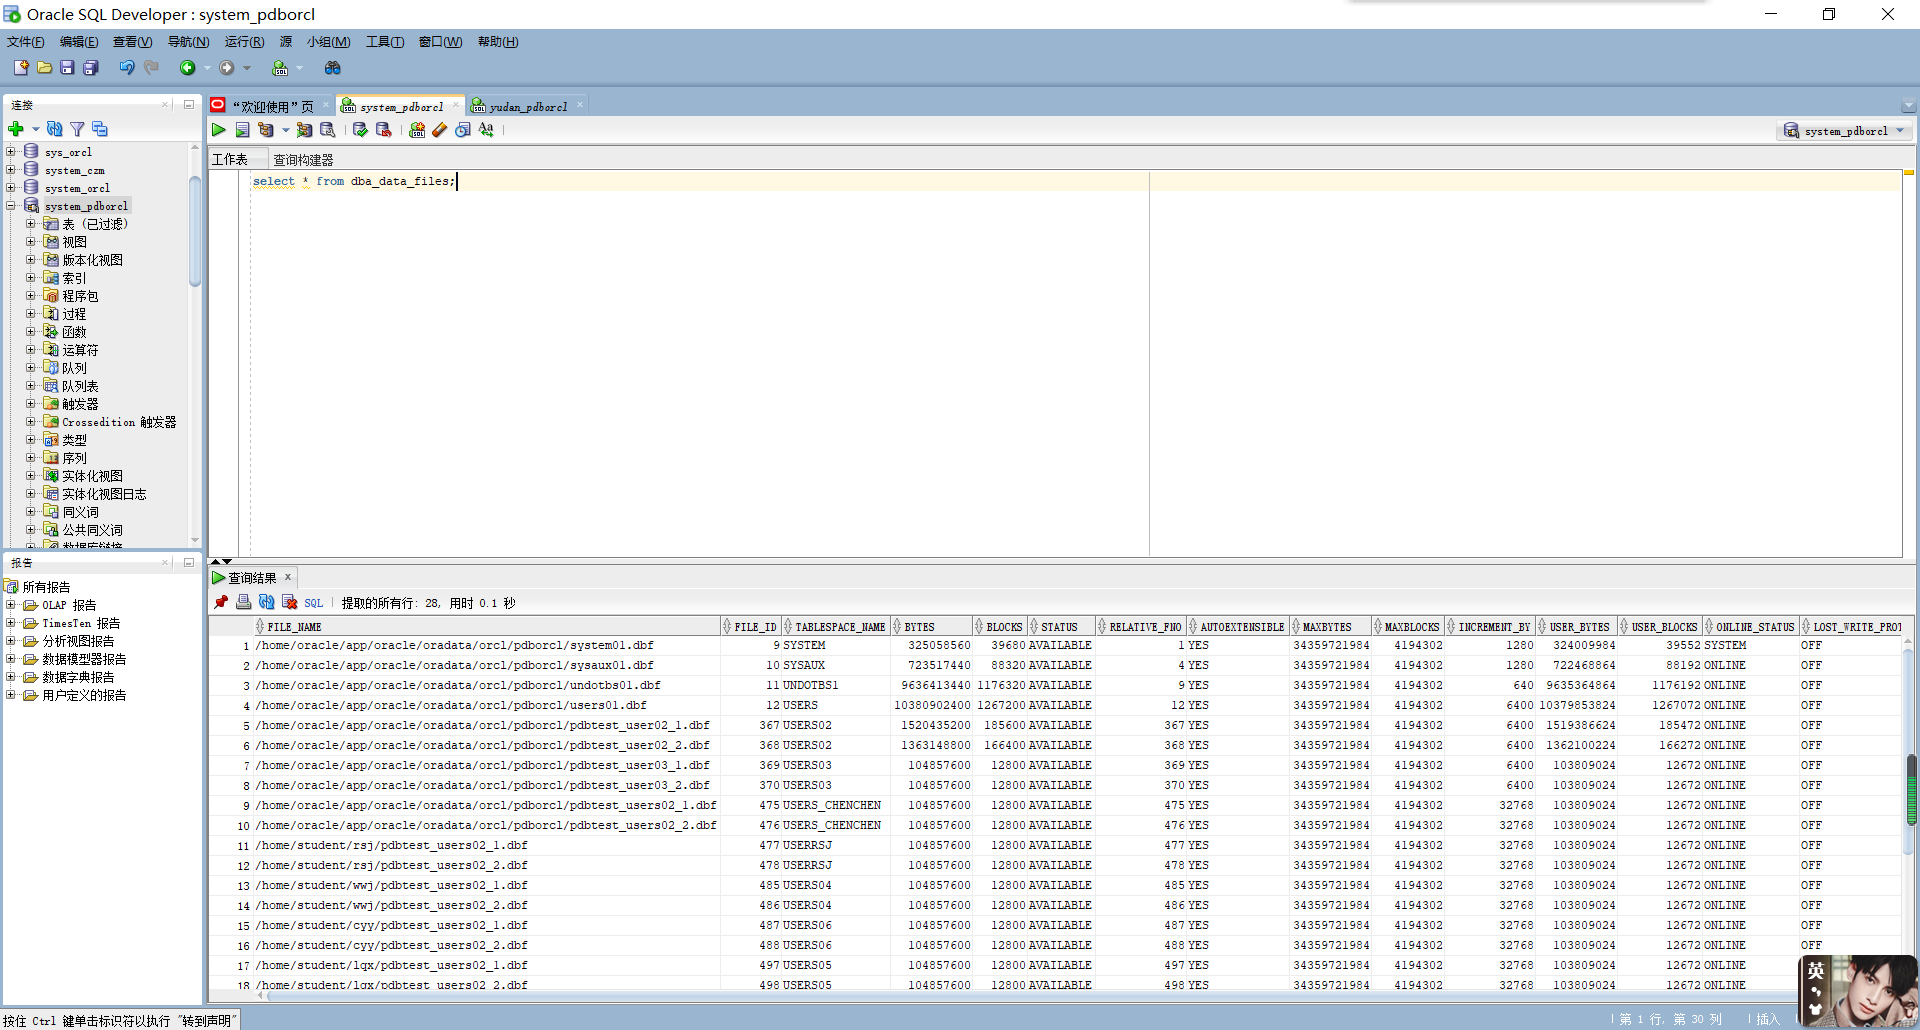 Oracle SQL Developer : system_pdborcl
文件(F) 编辑(E) 查看(V) 导航(N) 运行(R) 源 小组(M) 工具(T) 窗口(W) 帮助(H)
连接
sys_orcl
system_czm
system_orcl
system_pdborcl
表 (已过滤)
视图
版本化视图
索引
程序包
过程
函数
运算符
队列
队列表
触发器
Crossedition 触发器
类型
序列
实体化视图
实体化视图日志
同义词
公共同义词
数据库链接
报告
所有报告
OLAP 报告
TimesTen 报告
分析视图报告
数据模型器报告
数据字典报告
用户定义的报告
“欢迎使用”页 system_pdborcl yudan_pdborcl
system_pdborcl
工作表 查询构建器
select * from dba_data_files;
查询结果
SQL 提取的所有行: 28, 用时 0.1 秒
FILE_NAME FILE_ID TABLESPACE_NAME BYTES BLOCKS STATUS RELATIVE_FNO AUTOEXTENSIBLE MAXBYTES MAXBLOCKS INCREMENT_BY USER_BYTES USER_BLOCKS ONLINE_STATUS LOST_WRITE_PROT
1 /home/oracle/app/oracle/oradata/orcl/pdborcl/system01.dbf 9 SYSTEM 325058560 39680 AVAILABLE 1 YES 34359721984 4194302 1280 324009984 39552 SYSTEM OFF
2 /home/oracle/app/oracle/oradata/orcl/pdborcl/sysaux01.dbf 10 SYSAUX 723517440 88320 AVAILABLE 4 YES 34359721984 4194302 1280 722468864 88192 ONLINE OFF
3 /home/oracle/app/oracle/oradata/orcl/pdborcl/undotbs01.dbf 11 UNDOTBS1 9636413440 1176320 AVAILABLE 9 YES 34359721984 4194302 640 9635364864 1176192 ONLINE OFF
4 /home/oracle/app/oracle/oradata/orcl/pdborcl/users01.dbf 12 USERS 10380902400 1267200 AVAILABLE 12 YES 34359721984 4194302 6400 10379853824 1267072 ONLINE OFF
5 /home/oracle/app/oracle/oradata/orcl/pdborcl/pdbtest_user02_1.dbf 367 USERS02 1520435200 185600 AVAILABLE 367 YES 34359721984 4194302 6400 1519386624 185472 ONLINE OFF
6 /home/oracle/app/oracle/oradata/orcl/pdborcl/pdbtest_user02_2.dbf 368 USERS02 1363148800 166400 AVAILABLE 368 YES 34359721984 4194302 6400 1362100224 166272 ONLINE OFF
7 /home/oracle/app/oracle/oradata/orcl/pdborcl/pdbtest_user03_1.dbf 369 USERS03 104857600 12800 AVAILABLE 369 YES 34359721984 4194302 6400 103809024 12672 ONLINE OFF
8 /home/oracle/app/oracle/oradata/orcl/pdborcl/pdbtest_user03_2.dbf 370 USERS03 104857600 12800 AVAILABLE 370 YES 34359721984 4194302 6400 103809024 12672 ONLINE OFF
9 /home/oracle/app/oracle/oradata/orcl/pdborcl/pdbtest_users02_1.dbf 475 USERS_CHENCHEN 104857600 12800 AVAILABLE 475 YES 34359721984 4194302 32768 103809024 12672 ONLINE OFF
10 /home/oracle/app/oracle/oradata/orcl/pdborcl/pdbtest_users02_2.dbf 476 USERS_CHENCHEN 104857600 12800 AVAILABLE 476 YES 34359721984 4194302 32768 103809024 12672 ONLINE OFF
11 /home/student/rsj/pdbtest_users02_1.dbf 477 USERRSJ 104857600 12800 AVAILABLE 477 YES 34359721984 4194302 32768 103809024 12672 ONLINE OFF
12 /home/student/rsj/pdbtest_users02_2.dbf 478 USERRSJ 104857600 12800 AVAILABLE 478 YES 34359721984 4194302 32768 103809024 12672 ONLINE OFF
13 /home/student/wwj/pdbtest_users02_1.dbf 485 USERS04 104857600 12800 AVAILABLE 485 YES 34359721984 4194302 32768 103809024 12672 ONLINE OFF
14 /home/student/wwj/pdbtest_users02_2.dbf 486 USERS04 104857600 12800 AVAILABLE 486 YES 34359721984 4194302 32768 103809024 12672 ONLINE OFF
15 /home/student/cyy/pdbtest_users02_1.dbf 487 USERS06 104857600 12800 AVAILABLE 487 YES 34359721984 4194302 32768 103809024 12672 ONLINE OFF
16 /home/student/cyy/pdbtest_users02_2.dbf 488 USERS06 104857600 12800 AVAILABLE 488 YES 34359721984 4194302 32768 103809024 12672 ONLINE OFF
17 /home/student/lqx/pdbtest_users02_1.dbf 497 USERS05 104857600 12800 AVAILABLE 497 YES 34359721984 4194302 32768 103809024 12672 ONLINE
18 /home/student/lqx/pdbtest_users02_2.dbf 498 USERS05 104857600 12800 AVAILABLE 498 YES 34359721984 4194302 32768 103809024 12672 ONLINE
英
按住 Ctrl 键单击标识符以执行 "转到声明" 第 1 行, 第 30 列 插入